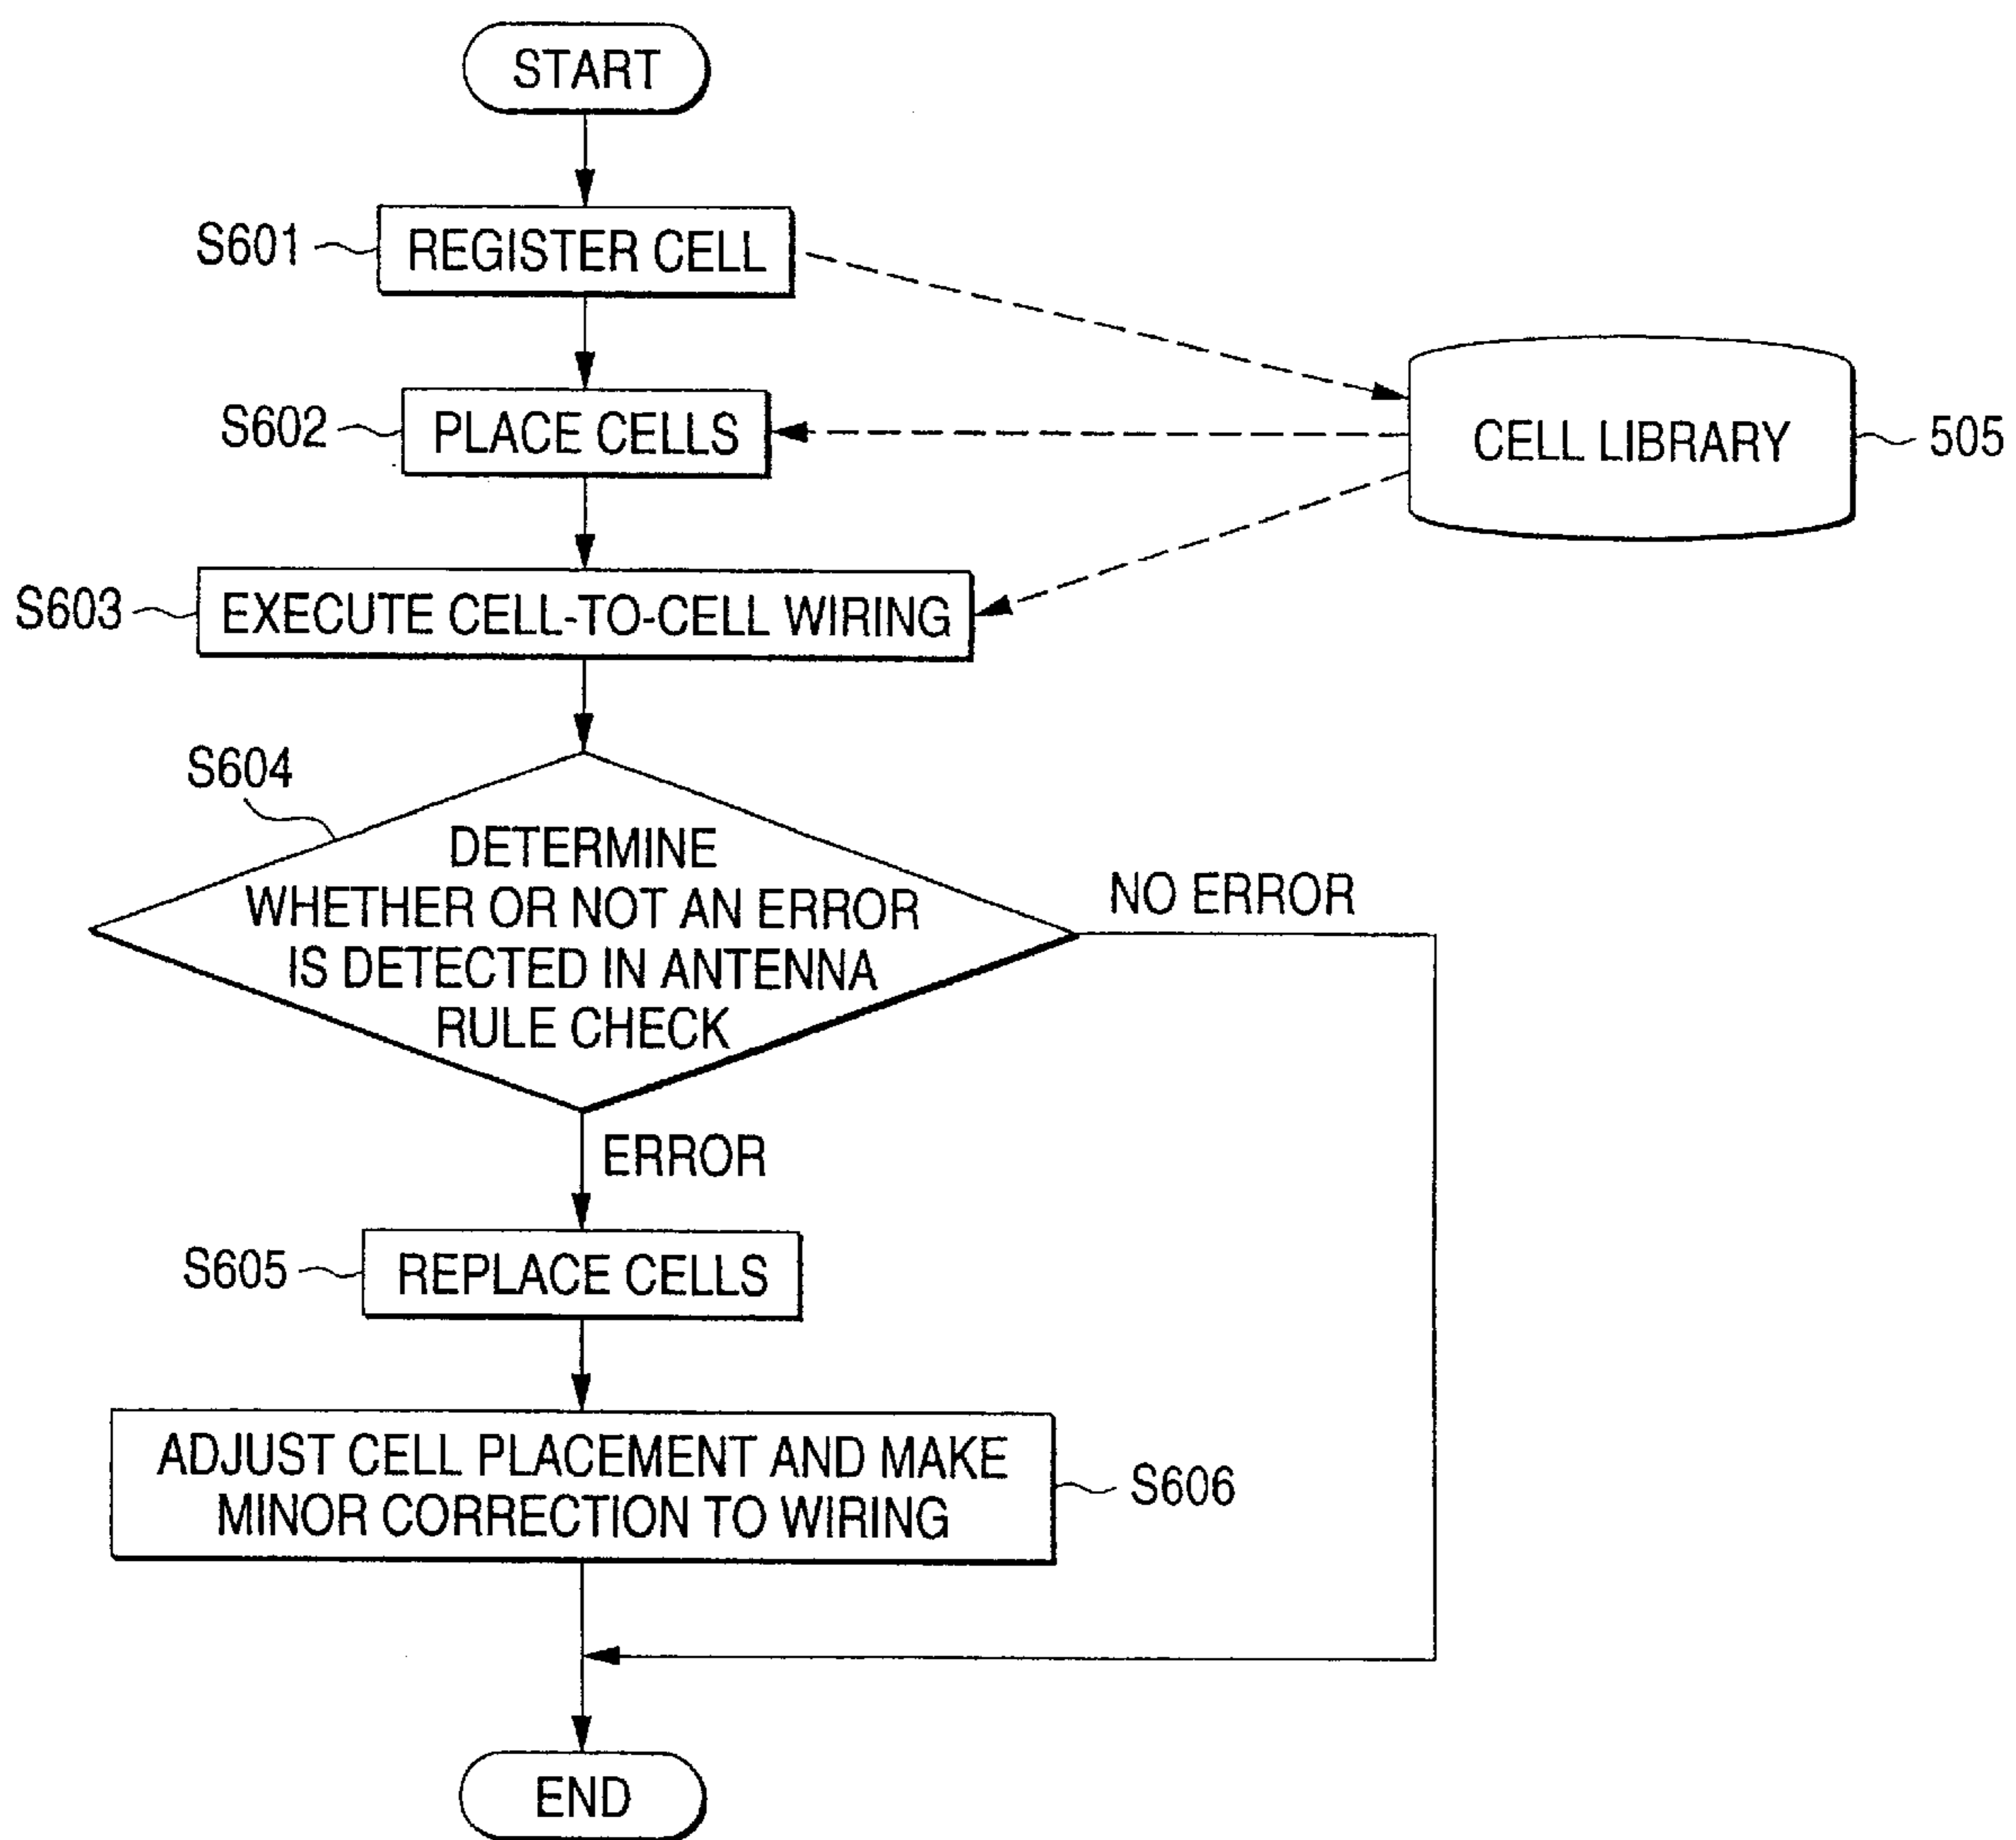 START
S601
REGISTER CELL
S602
PLACE CELLS
CELL LIBRARY
505
S603
EXECUTE CELL-TO-CELL WIRING
S604
DETERMINE
WHETHER OR NOT AN ERROR
IS DETECTED IN ANTENNA
RULE CHECK
NO ERROR
ERROR
S605
REPLACE CELLS
ADJUST CELL PLACEMENT AND MAKE
MINOR CORRECTION TO WIRING
S606
END